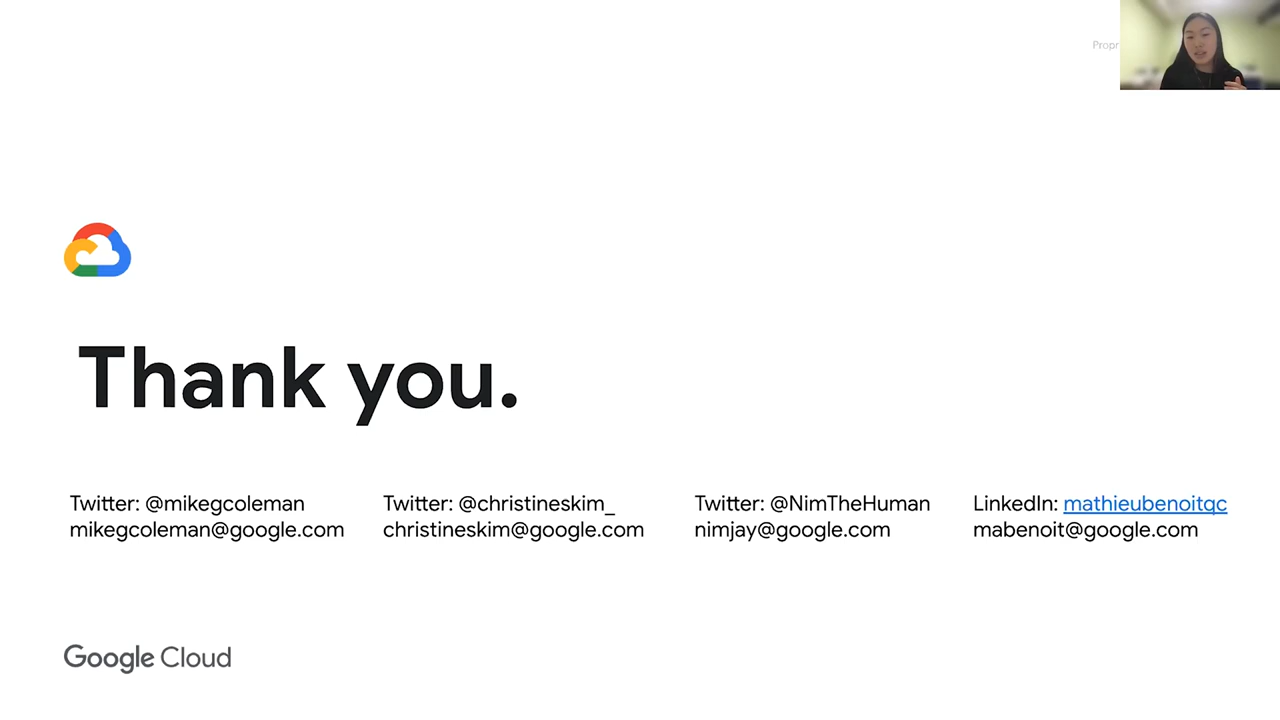 Propr
Thank you.
Twitter: @mikegcoleman
mikegcoleman@google.com
Twitter: @christineskim_
christineskim@google.com
Twitter: @NimTheHuman
nimjay@google.com
LinkedIn: mathieubenoitqc
mabenoit@google.com
Google Cloud